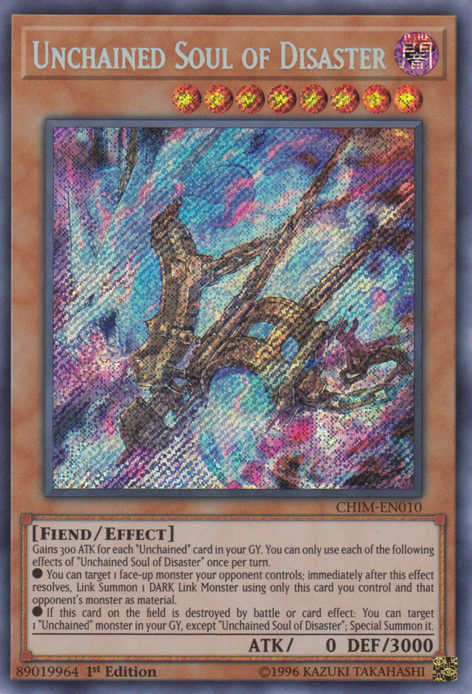 UNCHAINED SOUL OF DISASTER
DARK
闇
CHIM-EN010
[FIEND/EFFECT]
Gains 300 ATK for each "Unchained" card in your GY. You can only use each of the following
effects of "Unchained Soul of Disaster" once per turn.
● You can target 1 face-up monster your opponent controls; immediately after this effect
resolves, Link Summon 1 DARK Link Monster using only this card you control and that
opponent's monster as material.
● If this card on the field is destroyed by battle or card effect: You can target
1 "Unchained" monster in your GY, except "Unchained Soul of Disaster"; Special Summon it.
ATK/ 0 DEF/3000
89019964 1st Edition ©1996 KAZUKI TAKAHASHI